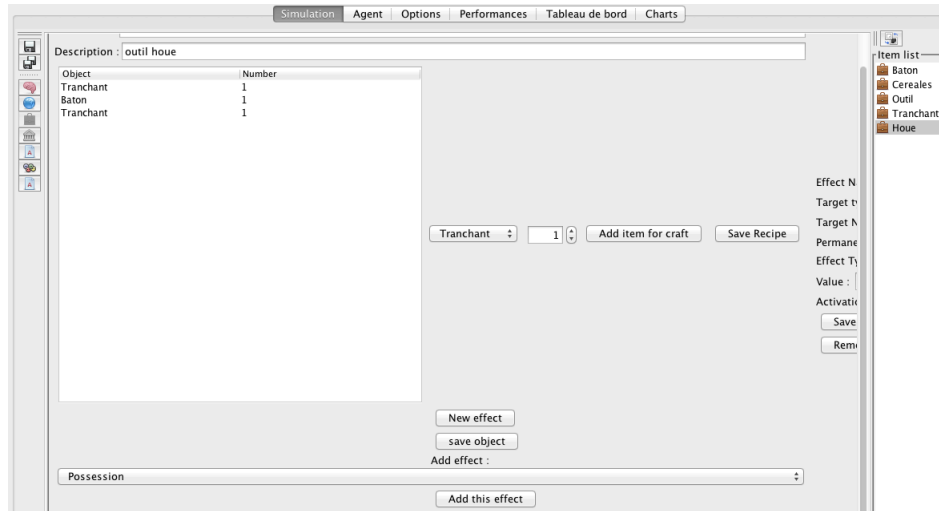 Simulation Agent Options Performances Tableau de bord Charts
Description : outil houe
Object Number
Tranchant 1
Baton 1
Tranchant 1
Tranchant 1 Add item for craft Save Recipe
New effect
save object
Add effect :
Possession
Add this effect
Effect N
Target t
Target N
Permane
Effect Ty
Value :
Activatio
Save
Rem
Item list
Baton
Cereales
Outil
Tranchant
Houe